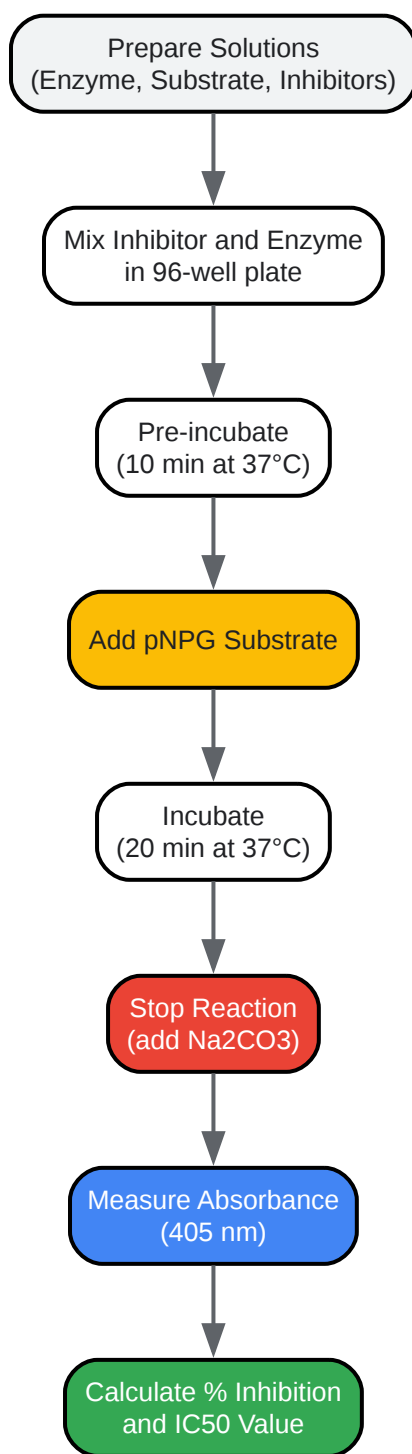 Prepare Solutions
(Enzyme, Substrate, Inhibitors)
Mix Inhibitor and Enzyme
in 96-well plate
Pre-incubate
(10 min at 37°C)
Add pNPG Substrate
Incubate
(20 min at 37°C)
Stop Reaction
(add Na2CO3)
Measure Absorbance
(405 nm)
Calculate % Inhibition
and IC50 Value